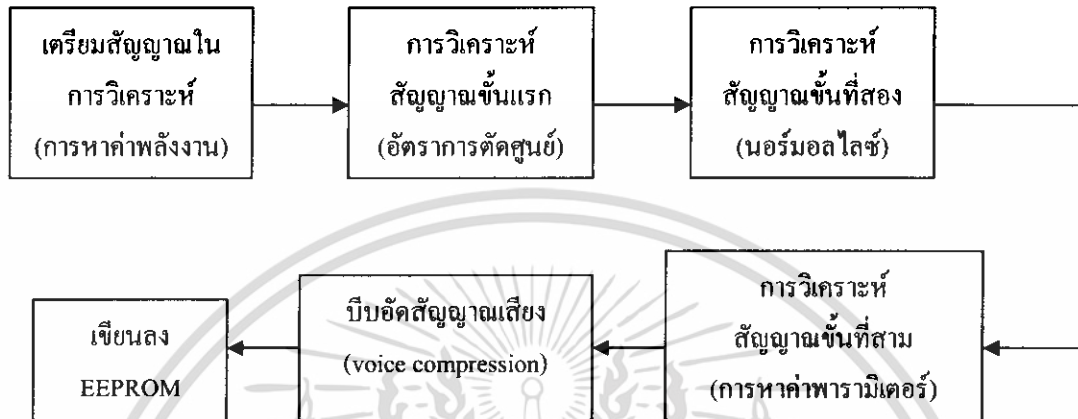 เตรียมสัญญาณใน
การวิเคราะห์
(การหาค่าพลังงาน)
การวิเคราะห์
สัญญาณขั้นแรก
(อัตราการตัดศูนย์)
การวิเคราะห์
สัญญาณขั้นที่สอง
(นอร์มอลไลซ์)
การวิเคราะห์
สัญญาณขั้นที่สาม
(การหาค่าพารามิเตอร์)
บีบอัดสัญญาณเสียง
(voice compression)
เขียนลง
EEPROM